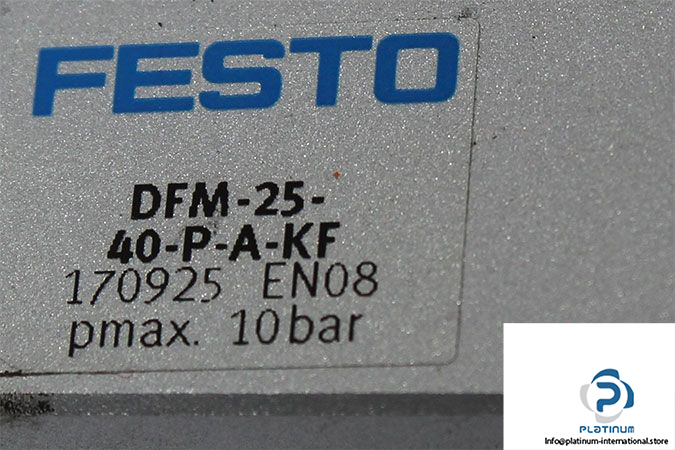 FESTO
DFM-25-
40-P-A-KF
170925 EN08
pmax. 10bar
PLATINUM
Info@platinum-international.store